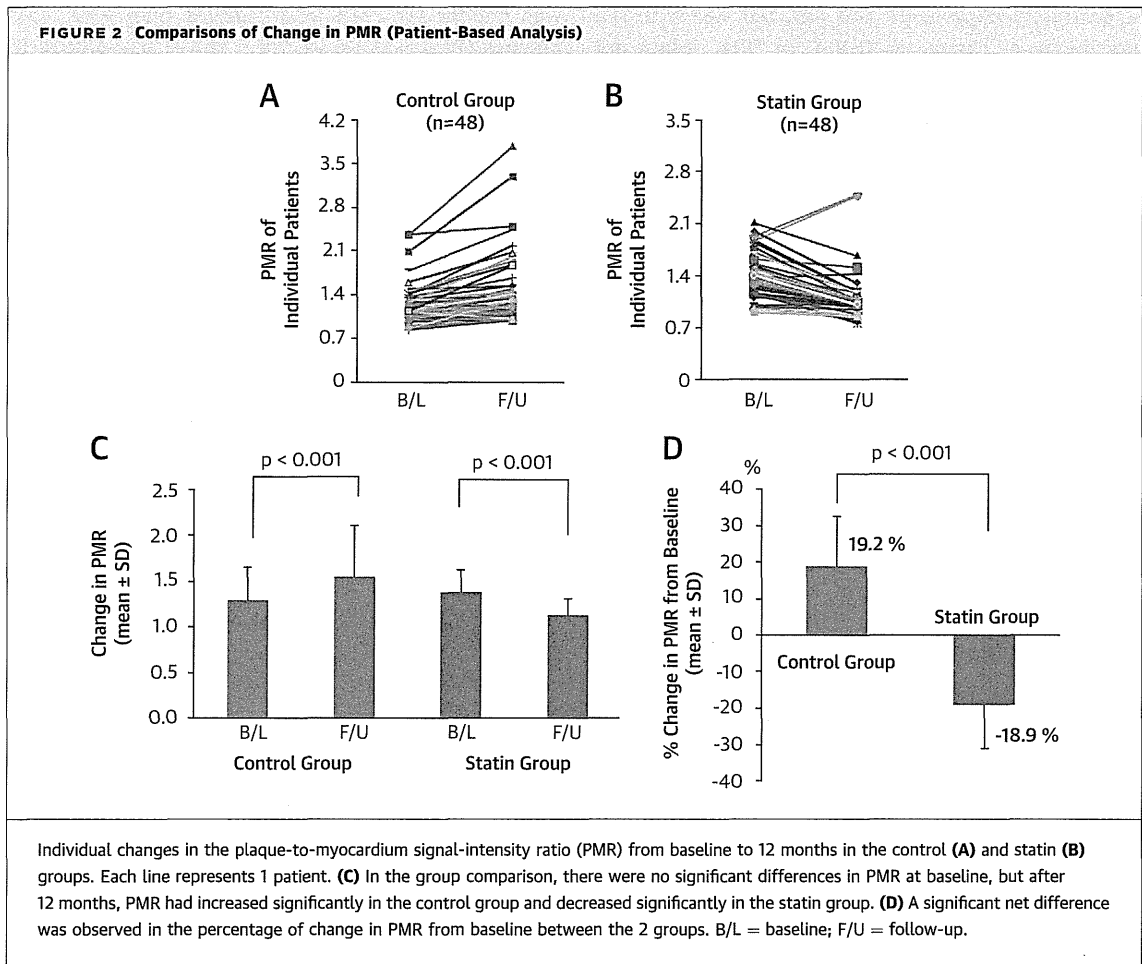 FIGURE 2 Comparisons of Change in PMR (Patient-Based Analysis)
A
Control Group
(n=48)
PMR of
Individual Patients
4.2
3.5
2.8
2.1
1.4
0.7
0
B/L
F/U
B
Statin Group
(n=48)
PMR of
Individual Patients
3.5
2.8
2.1
1.4
0.7
0
B/L
F/U
C
p < 0.001
p < 0.001
Change in PMR
(mean ± SD)
2.5
2.0
1.5
1.0
0.5
0.0
B/L
F/U
B/L
F/U
Control Group
Statin Group
D
p < 0.001
%
% Change in PMR from Baseline
(mean ± SD)
40
30
20
10
0
-10
-20
-30
-40
19.2 %
Statin Group
Control Group
-18.9 %
Individual changes in the plaque-to-myocardium signal-intensity ratio (PMR) from baseline to 12 months in the control (A) and statin (B)
groups. Each line represents 1 patient. (C) In the group comparison, there were no significant differences in PMR at baseline, but after
12 months, PMR had increased significantly in the control group and decreased significantly in the statin group. (D) A significant net difference
was observed in the percentage of change in PMR from baseline between the 2 groups. B/L = baseline; F/U = follow-up.